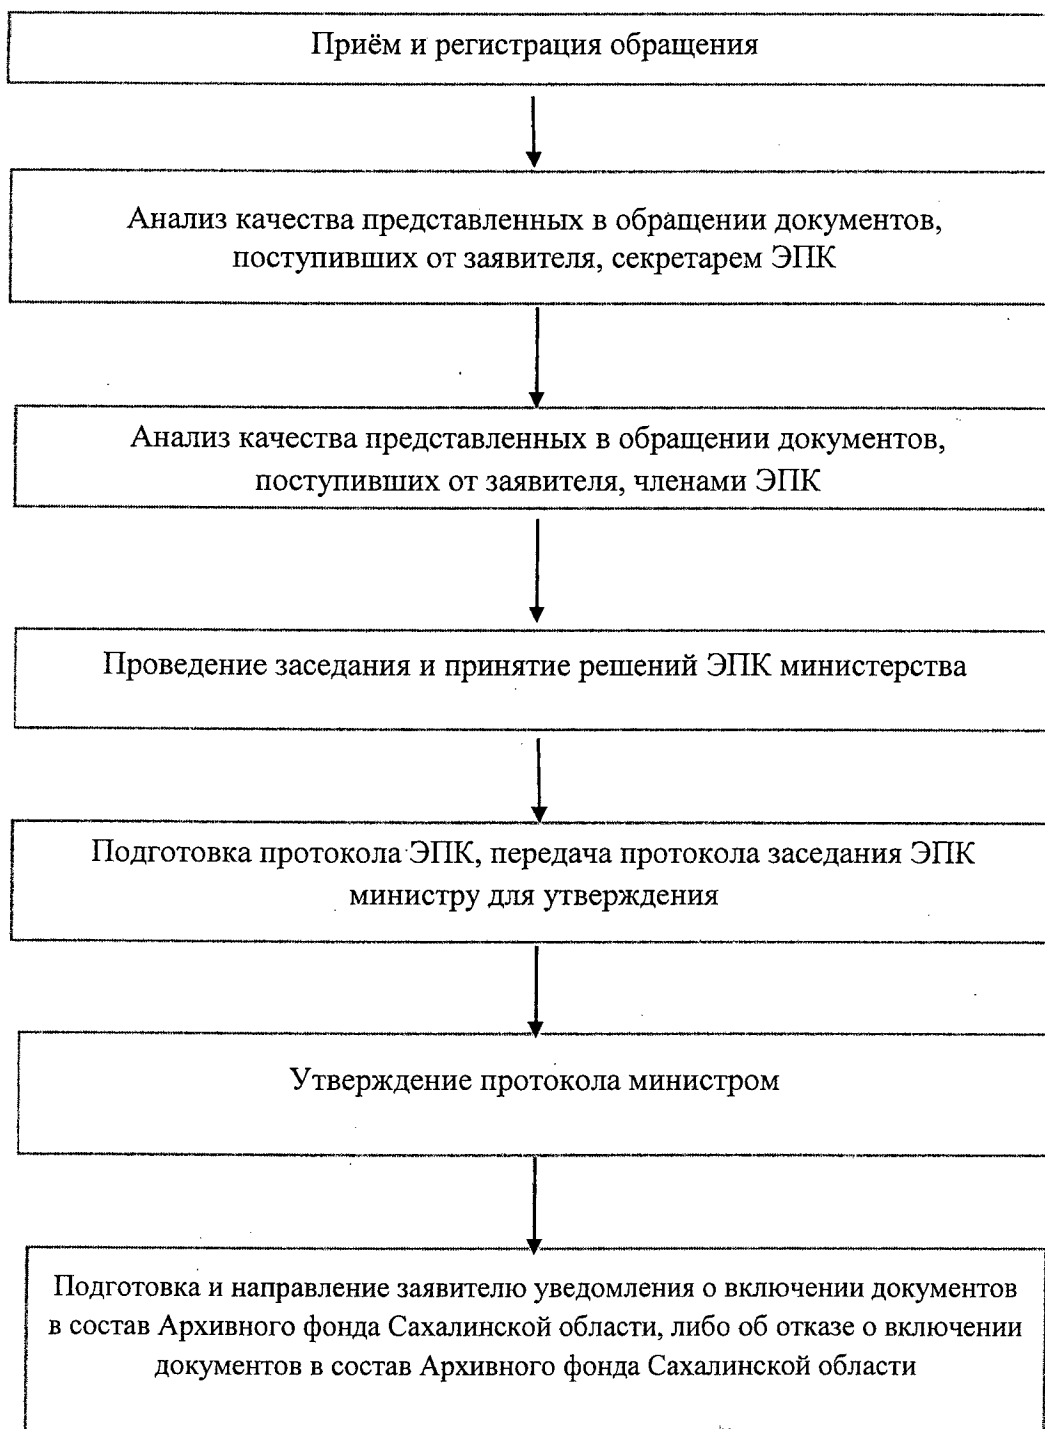 Приём и регистрация обращения
Анализ качества представленных в обращении документов,
поступивших от заявителя, секретарем ЭПК
Анализ качества представленных в обращении документов,
поступивших от заявителя, членами ЭПК
Проведение заседания и принятие решений ЭПК министерства
Подготовка протокола ЭПК, передача протокола заседания ЭПК
министру для утверждения
Утверждение протокола министром
Подготовка и направление заявителю уведомления о включении документов
в состав Архивного фонда Сахалинской области, либо об отказе о включении
документов в состав Архивного фонда Сахалинской области